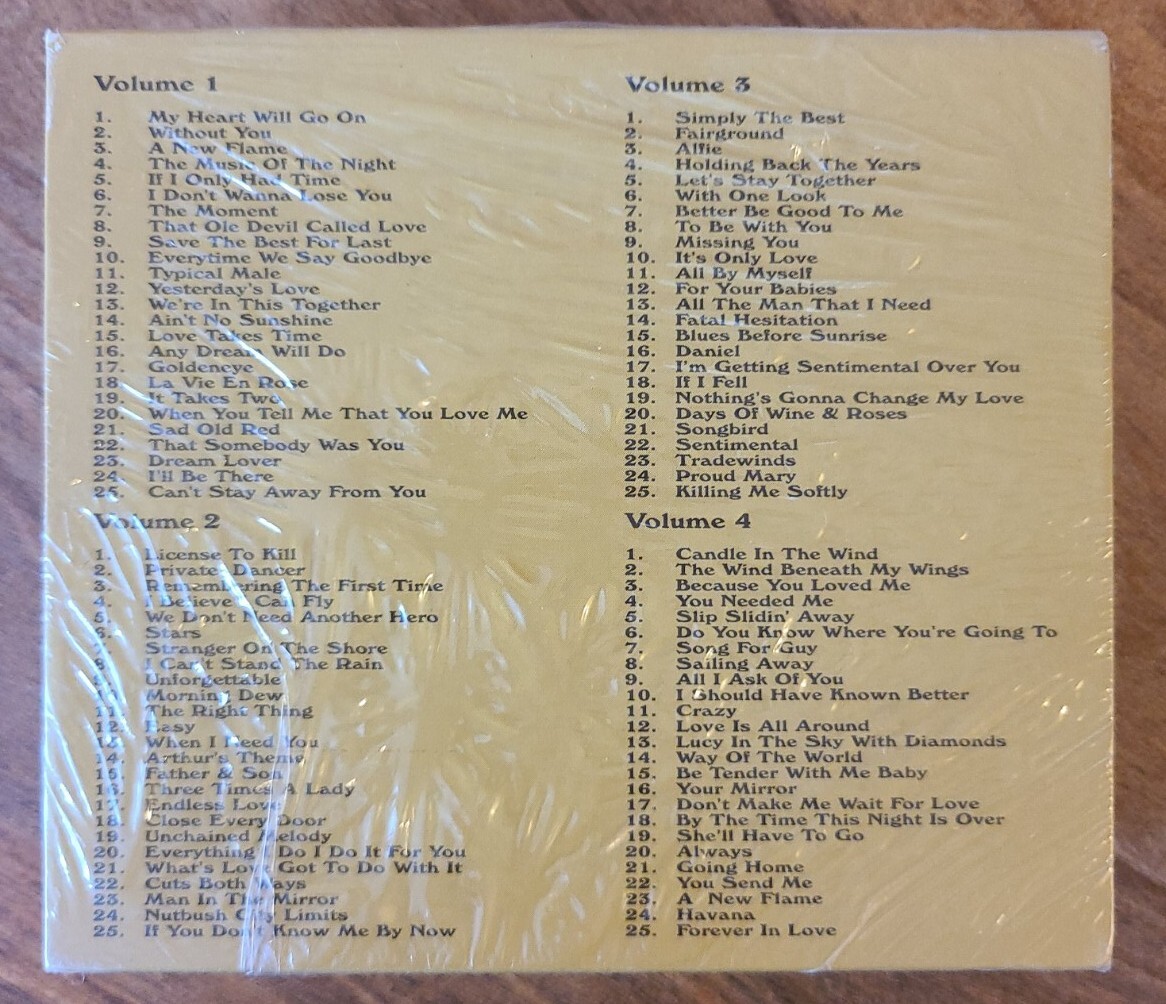 Volume 1
1. My Heart Will Go On
2. Without You
3. A New Flame
4. The Music Of The Night
5. If I Only Had Time
6. I Don't Wanna Lose You
7. The Moment
8. That Ole Devil Called Love
9. Save The Best For Last
10. Everytime We Say Goodbye
11. Typical Male
12. Yesterday's Love
13. We're In This Together
14. Ain't No Sunshine
15. Love Takes Time
16. Any Dream Will Do
17. Goldeneye
18. La Vie En Rose
19. It Takes Two
20. When You Tell Me That You Love Me
21. Sad Old Red
22. That Somebody Was You
23. Dream Lover
24. I'll Be There
25. Can't Stay Away From You
Volume 2
1. License To Kill
2. Private Dancer
3. Remembering The First Time
4. I Believe I Can Fly
5. We Don't Need Another Hero
6. Stars
7. Stranger On The Shore
8. I Can't Stand The Rain
9. Unforgettable
10. Morning Dew
11. The Right Thing
12. Easy
13. When I Need You
14. Arthur's Theme
15. Father & Son
16. Three Times A Lady
17. Endless Love
18. Close Every Door
19. Unchained Melody
20. Everything I Do I Do It For You
21. What's Love Got To Do With It
22. Cuts Both Ways
23. Man In The Mirror
24. Nutbush City Limits
25. If You Don't Know Me By Now
Volume 3
1. Simply The Best
2. Fairground
3. Alfie
4. Holding Back The Years
5. Let's Stay Together
6. With One Look
7. Better Be Good To Me
8. To Be With You
9. Missing You
10. It's Only Love
11. All By Myself
12. For Your Babies
13. All The Man That I Need
14. Fatal Hesitation
15. Blues Before Sunrise
16. Daniel
17. I'm Getting Sentimental Over You
18. If I Fell
19. Nothing's Gonna Change My Love
20. Days Of Wine & Roses
21. Songbird
22. Sentimental
23. Tradewinds
24. Proud Mary
25. Killing Me Softly
Volume 4
1. Candle In The Wind
2. The Wind Beneath My Wings
3. Because You Loved Me
4. You Needed Me
5. Slip Slidin' Away
6. Do You Know Where You're Going To
7. Song For Guy
8. Sailing Away
9. All I Ask Of You
10. I Should Have Known Better
11. Crazy
12. Love Is All Around
13. Lucy In The Sky With Diamonds
14. Way Of The World
15. Be Tender With Me Baby
16. Your Mirror
17. Don't Make Me Wait For Love
18. By The Time This Night Is Over
19. She'll Have To Go
20. Always
21. Going Home
22. You Send Me
23. A New Flame
24. Havana
25. Forever In Love